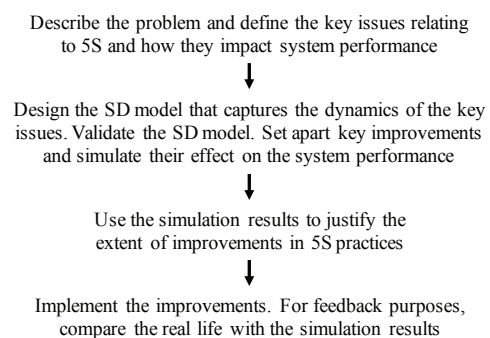 Describe the problem and define the key issues relating
to 5S and how they impact system performance
Design the SD model that captures the dynamics of the key
issues. Validate the SD model. Set apart key improvements
and simulate their effect on the system performance
Use the simulation results to justify the
extent of improvements in 5S practices
Implement the improvements. For feedback purposes,
compare the real life with the simulation results